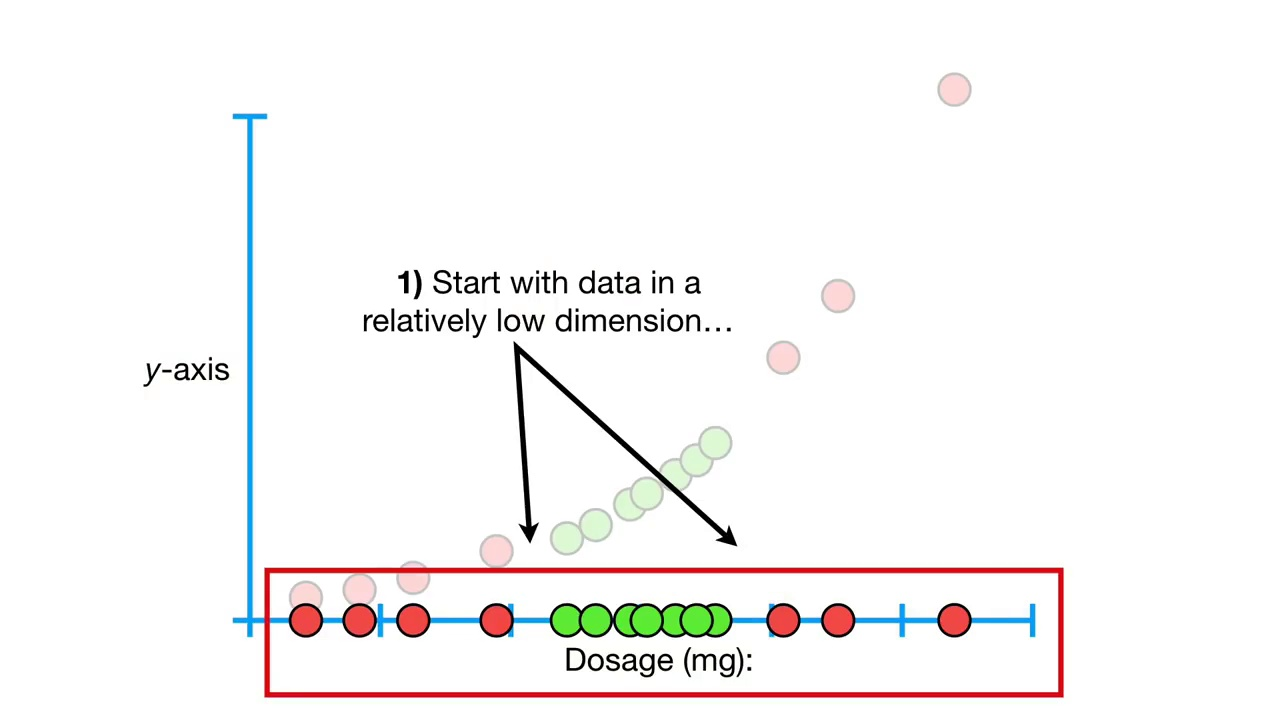 1) Start with data in a
relatively low dimension…
y-axis
Dosage (mg):